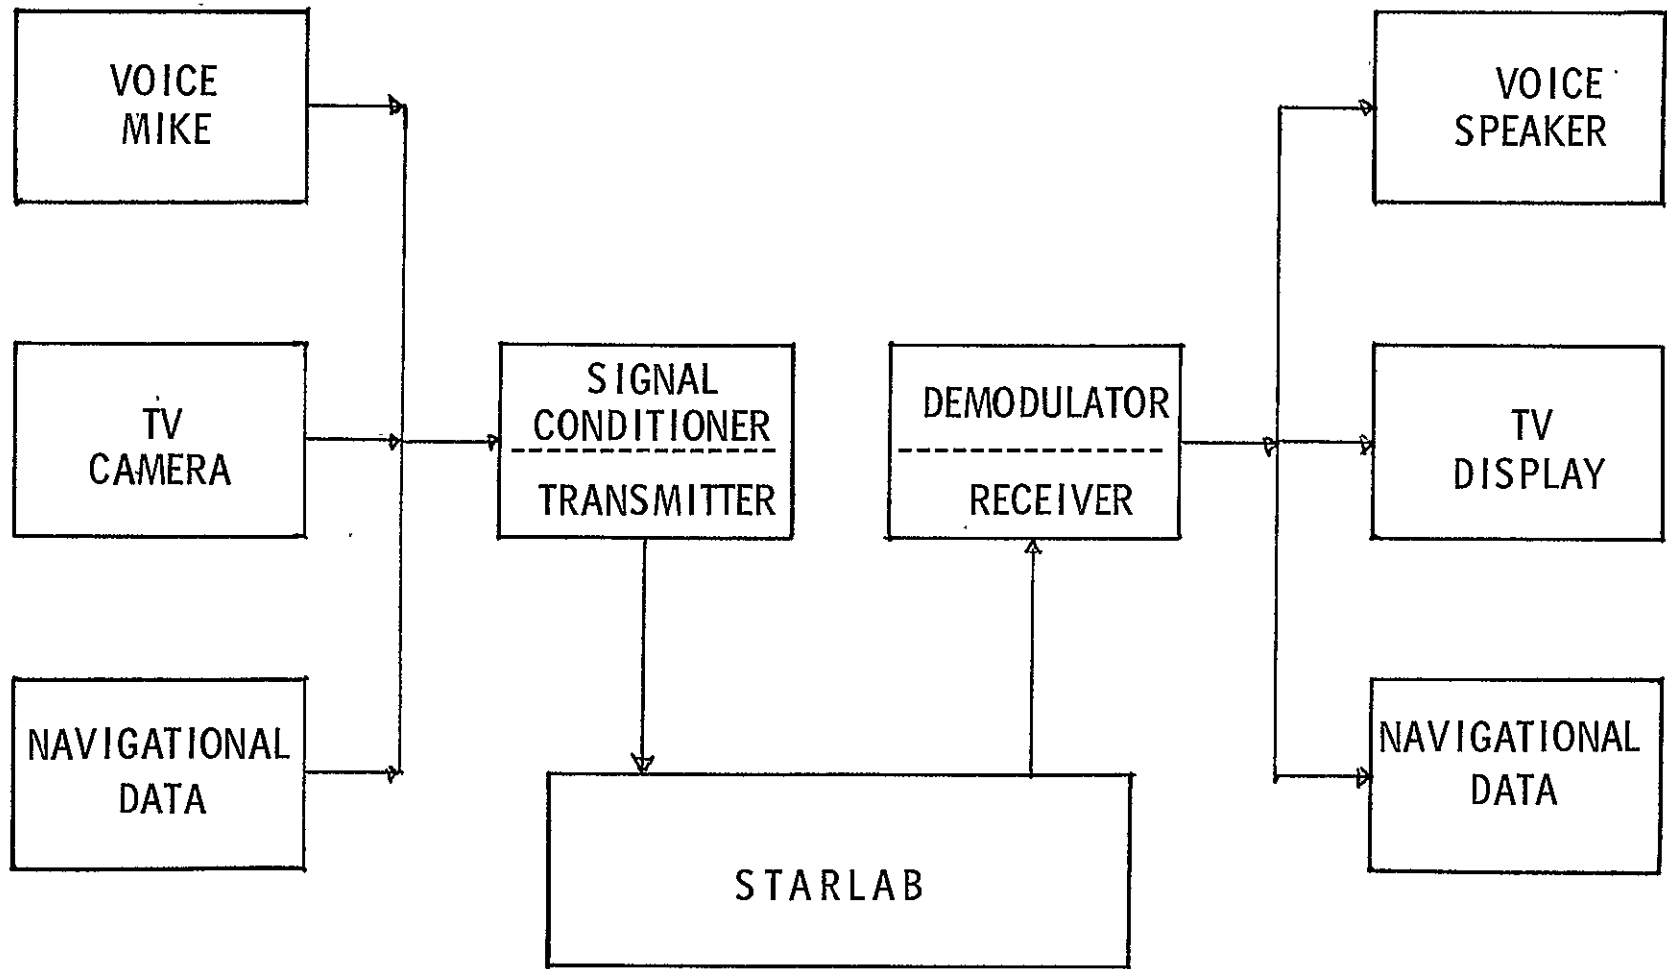 VOICE
MIKE
VOICE
SPEAKER
TV
CAMERA
SIGNAL
CONDITIONER
TRANSMITTER
DEMODULATOR
RECEIVER
TV
DISPLAY
NAVIGATIONAL
DATA
NAVIGATIONAL
DATA
STARLAB